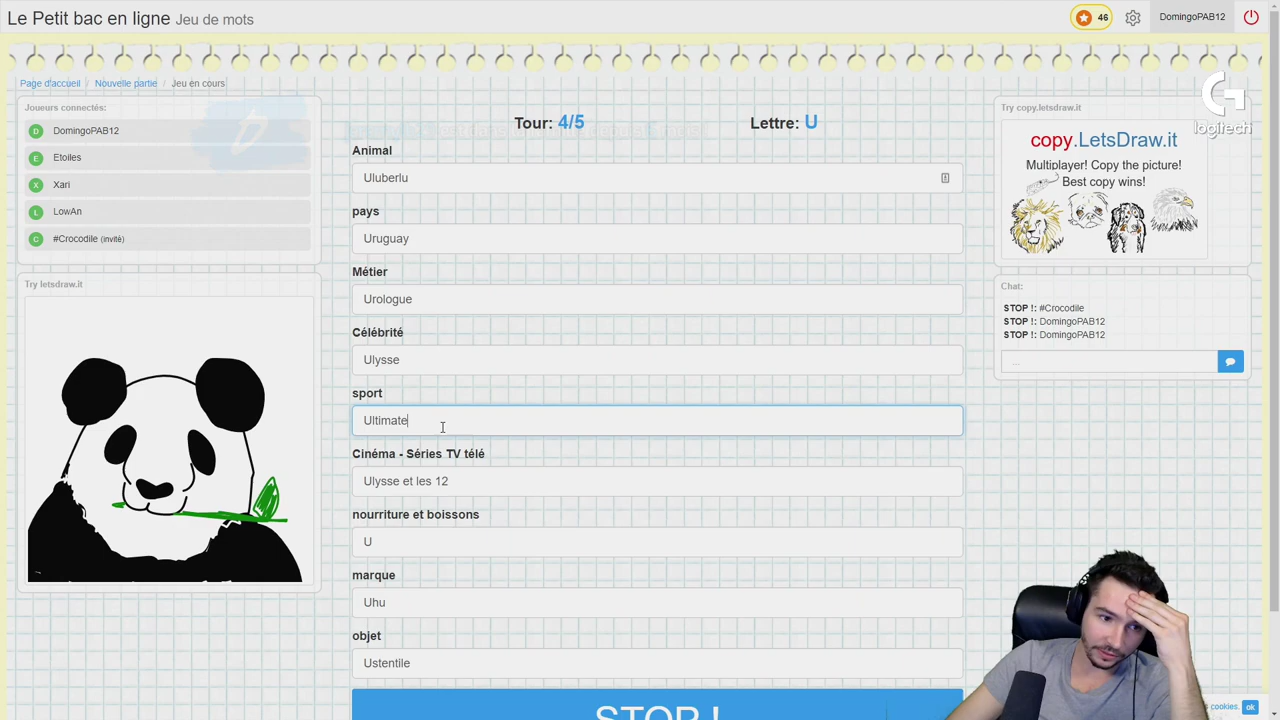 Le Petit bac en ligne Jeu de mots
46
DomingoPAB12
Page d'accueil / Nouvelle partie / Jeu en cours
Joueurs connectés:
D DomingoPAB12
E Etoiles
X Xari
L LowAn
C #Crocodile (invité)
Try letsdraw.it
Tour: 4/5
Lettre: U
Animal
Uluberlu
pays
Uruguay
Métier
Urologue
Célébrité
Ulysse
sport
Ultimate
Cinéma - Séries TV télé
Ulysse et les 12
nourriture et boissons
U
marque
Uhu
objet
Ustentile
STOP !
Try copy.letsdraw.it
logitech
copy.LetsDraw.it
Multiplayer! Copy the picture!
Best copy wins!
Chat:
STOP !: #Crocodile
STOP !: DomingoPAB12
STOP !: DomingoPAB12
...
cookies. ok